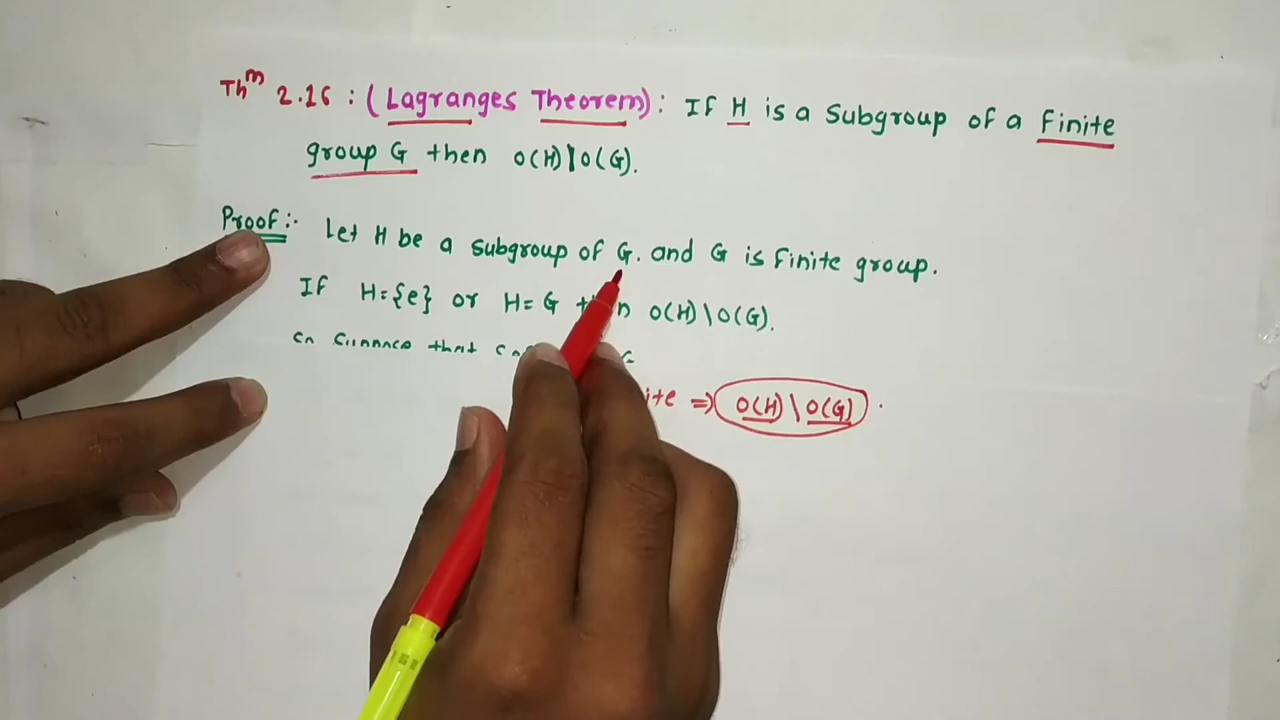 Thm 2.16 : (Lagranges Theorem) : If H is a subgroup of a Finite
group G then O(H)|O(G).
Proof:- Let H be a subgroup of G. and G is Finite group.
If H={e} or H=G then O(H)\O(G).
that
=> O(H)\O(G) .